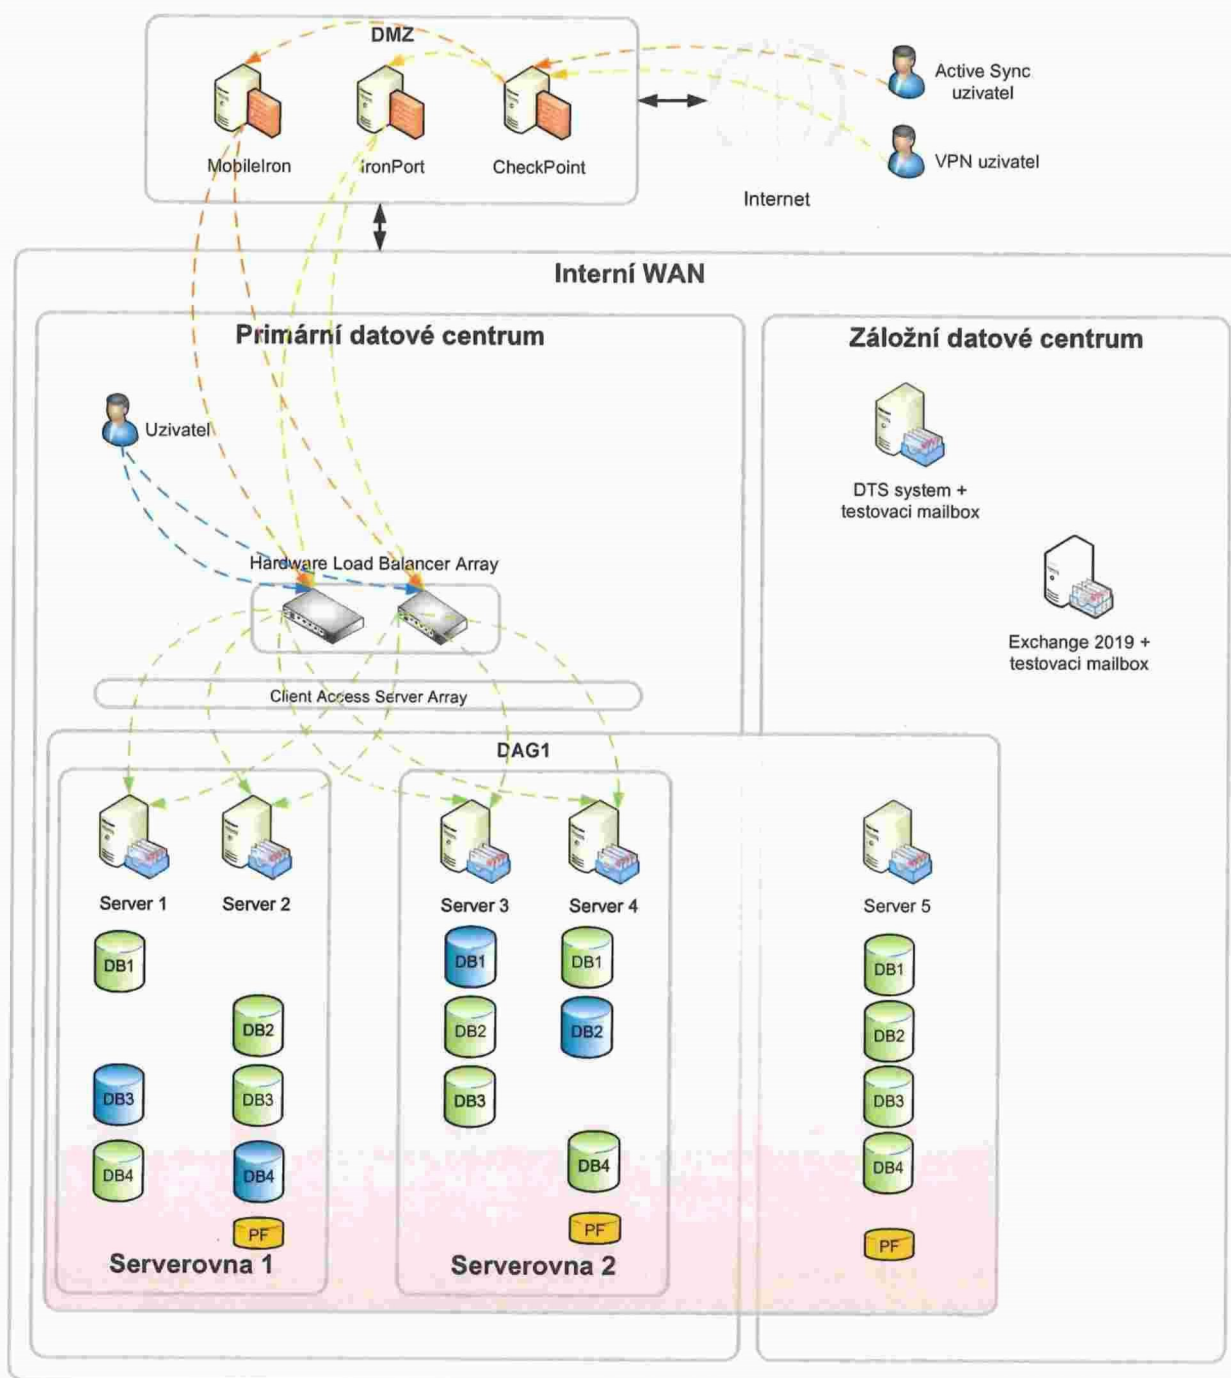 DMZ
MobileIron
IronPort
CheckPoint
Active Sync
uzivatel
VPN uzivatel
Internet
Interní WAN
Primární datové centrum
Záložní datové centrum
Uzivatel
DTS system +
testovaci mailbox
Hardware Load Balancer Array
Exchange 2019 +
testovaci mailbox
Client Access Server Array
DAG1
Server 1
Server 2
Server 3
Server 4
Server 5
DB1
DB1
DB1
DB1
DB2
DB2
DB2
DB2
DB3
DB3
DB3
DB3
DB4
DB4
DB4
DB4
PF
PF
PF
Serverovna 1
Serverovna 2